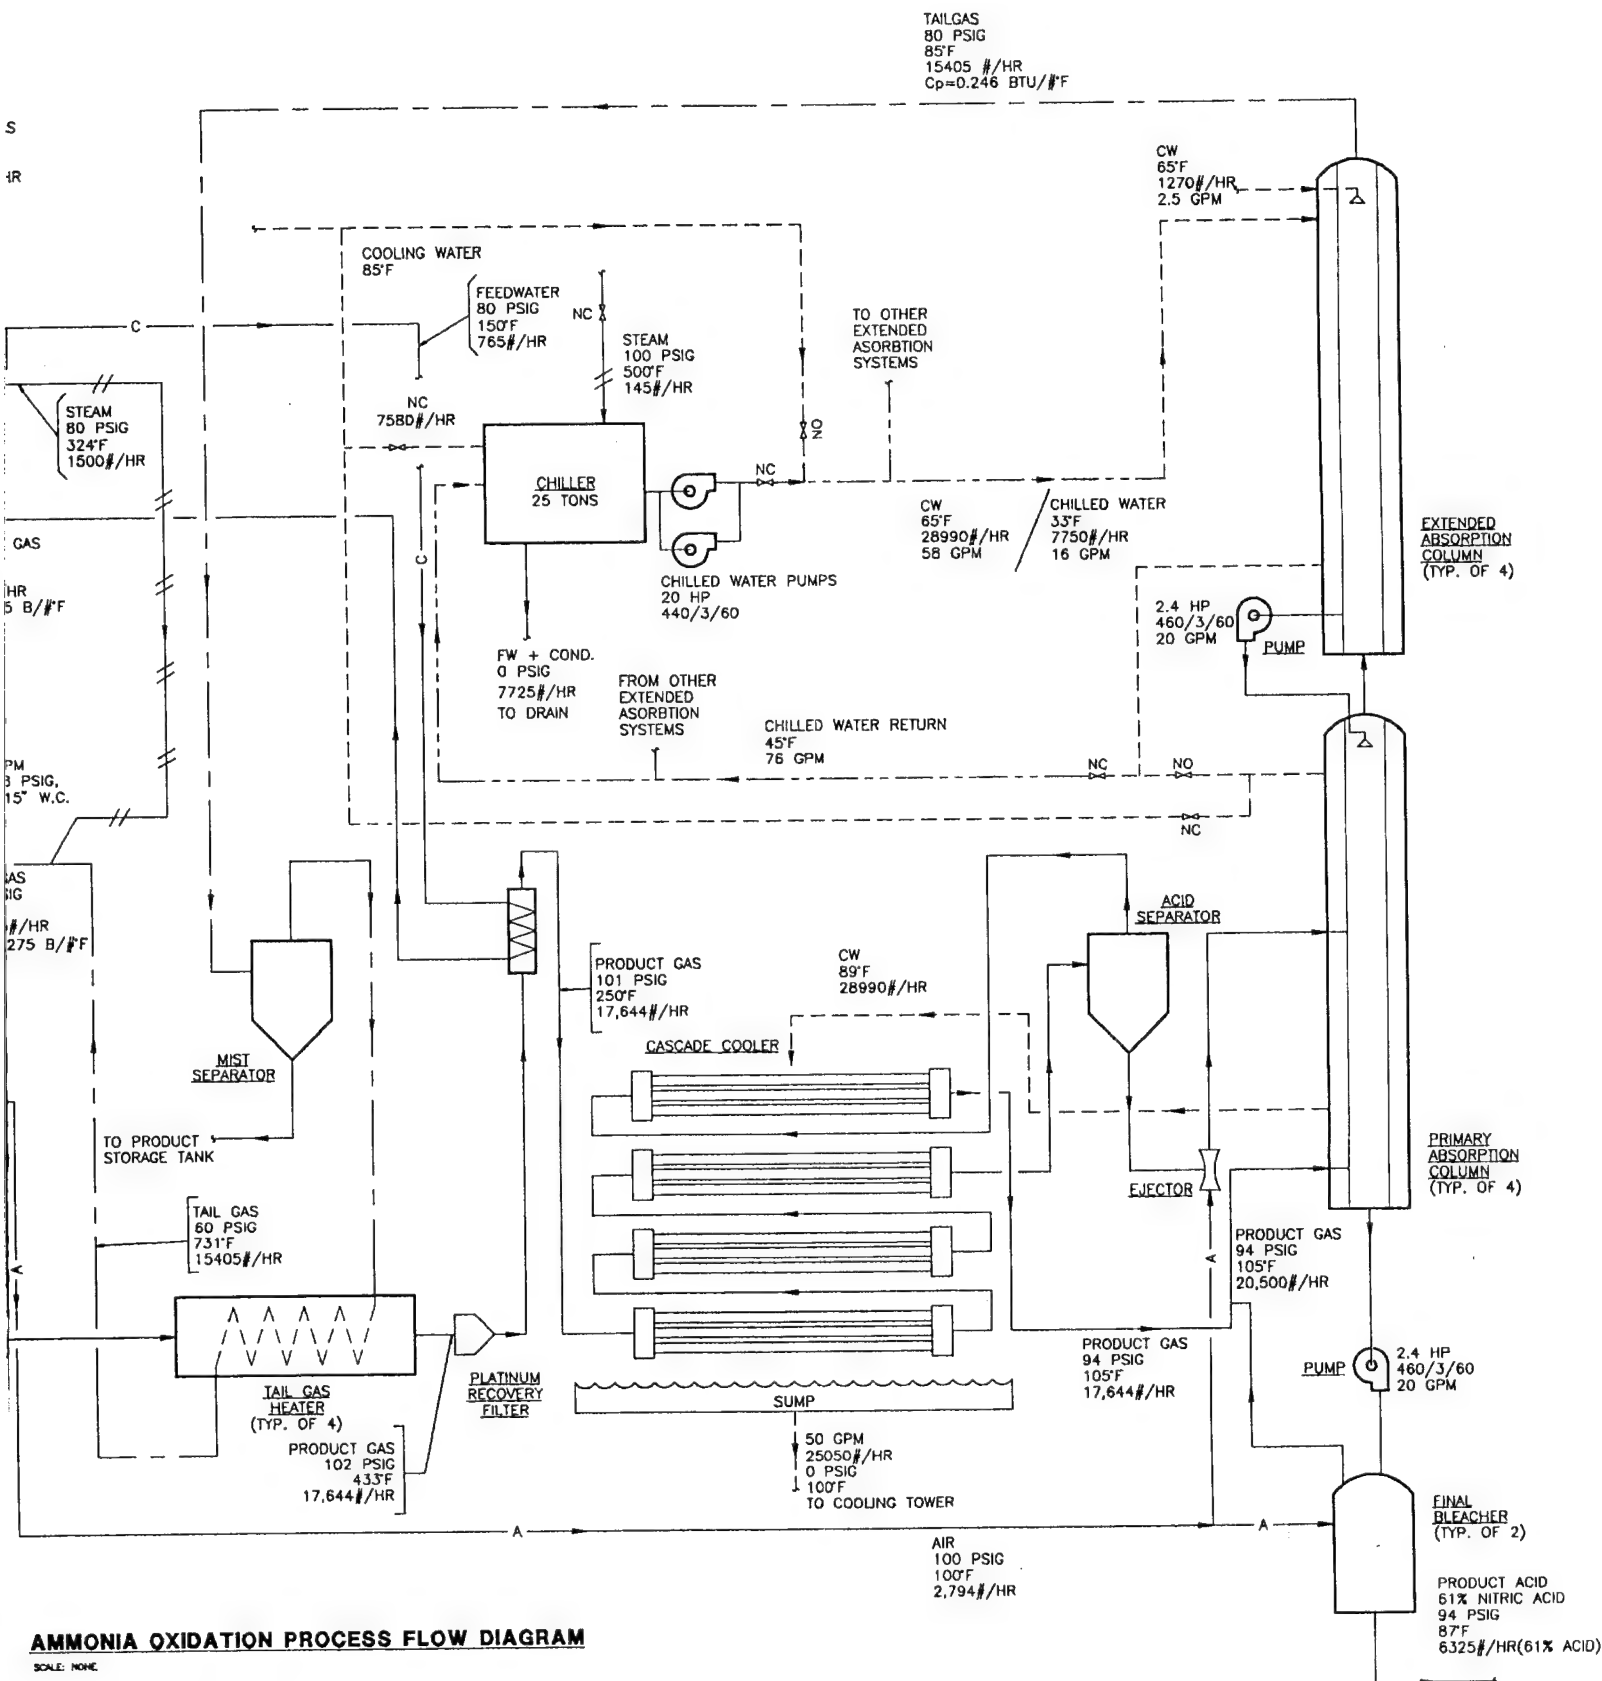 TAILGAS
80 PSIG
85°F
15405 #/HR
Cp=0.246 BTU/#°F
S
HR
CW
65°F
1270#/HR
2.5 GPM
COOLING WATER
85°F
FEEDWATER
80 PSIG
150°F
765#/HR
C
NC
STEAM
100 PSIG
500°F
145#/HR
TO OTHER
EXTENDED
ASORBTION
SYSTEMS
STEAM
80 PSIG
324°F
1500#/HR
NC
7580#/HR
NO
CHILLER
25 TONS
NC
CW
65°F
28990#/HR
58 GPM
CHILLED WATER
33°F
7750#/HR
16 GPM
EXTENDED
ABSORPTION
COLUMN
(TYP. OF 4)
GAS
HR
5 B/#°F
C
CHILLED WATER PUMPS
20 HP
440/3/60
2.4 HP
460/3/60
20 GPM
PUMP
FW + COND.
0 PSIG
7725#/HR
TO DRAIN
FROM OTHER
EXTENDED
ASORBTION
SYSTEMS
CHILLED WATER RETURN
45°F
76 GPM
NC
NO
NC
PM
3 PSIG,
15" W.C.
GAS
SIG
#/HR
275 B/#°F
ACID
SEPARATOR
PRODUCT GAS
101 PSIG
250°F
17,644#/HR
CW
89°F
28990#/HR
MIST
SEPARATOR
CASCADE COOLER
TO PRODUCT
STORAGE TANK
PRIMARY
ABSORPTION
COLUMN
(TYP. OF 4)
EJECTOR
TAIL GAS
60 PSIG
731°F
15405#/HR
A
A
PRODUCT GAS
94 PSIG
105°F
20,500#/HR
PRODUCT GAS
94 PSIG
105°F
17,644#/HR
PUMP
2.4 HP
460/3/60
20 GPM
TAIL GAS
HEATER
(TYP. OF 4)
PLATINUM
RECOVERY
FILTER
SUMP
PRODUCT GAS
102 PSIG
433°F
17,644#/HR
50 GPM
25050#/HR
0 PSIG
100°F
TO COOLING TOWER
FINAL
BLEACHER
(TYP. OF 2)
A
A
AIR
100 PSIG
100°F
2,794#/HR
PRODUCT ACID
61% NITRIC ACID
94 PSIG
87°F
6325#/HR(61% ACID)
AMMONIA OXIDATION PROCESS FLOW DIAGRAM
SCALE: NONE